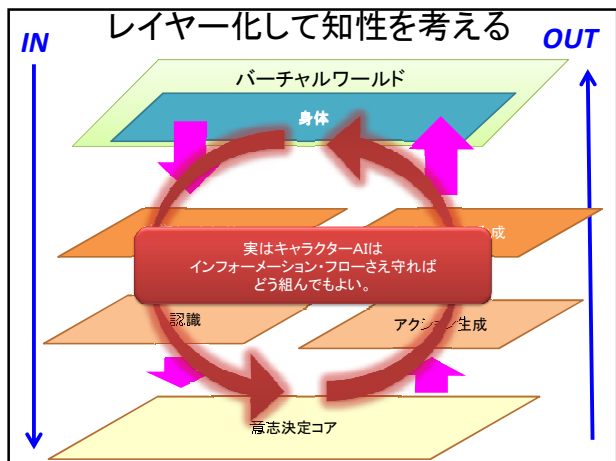 レイヤー化して知性を考える
IN
OUT
バーチャルワールド
身体
成
実はキャラクターAIは
インフォーメーション・フローさえ守れば
どう組んでもよい。
認識
アクション生成
意志決定コア